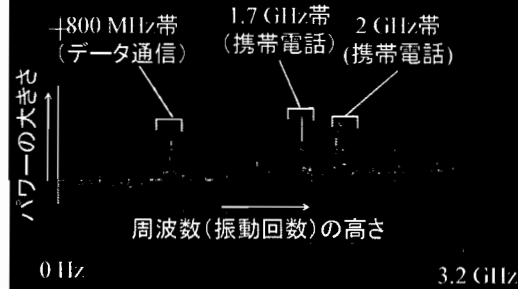 800 MHz帯
(データ通信)
1.7 GHz帯
(携帯電話)
2 GHz帯
(携帯電話)
パワーの大きさ
周波数(振動回数)の高さ
0 Hz
3.2 GHz